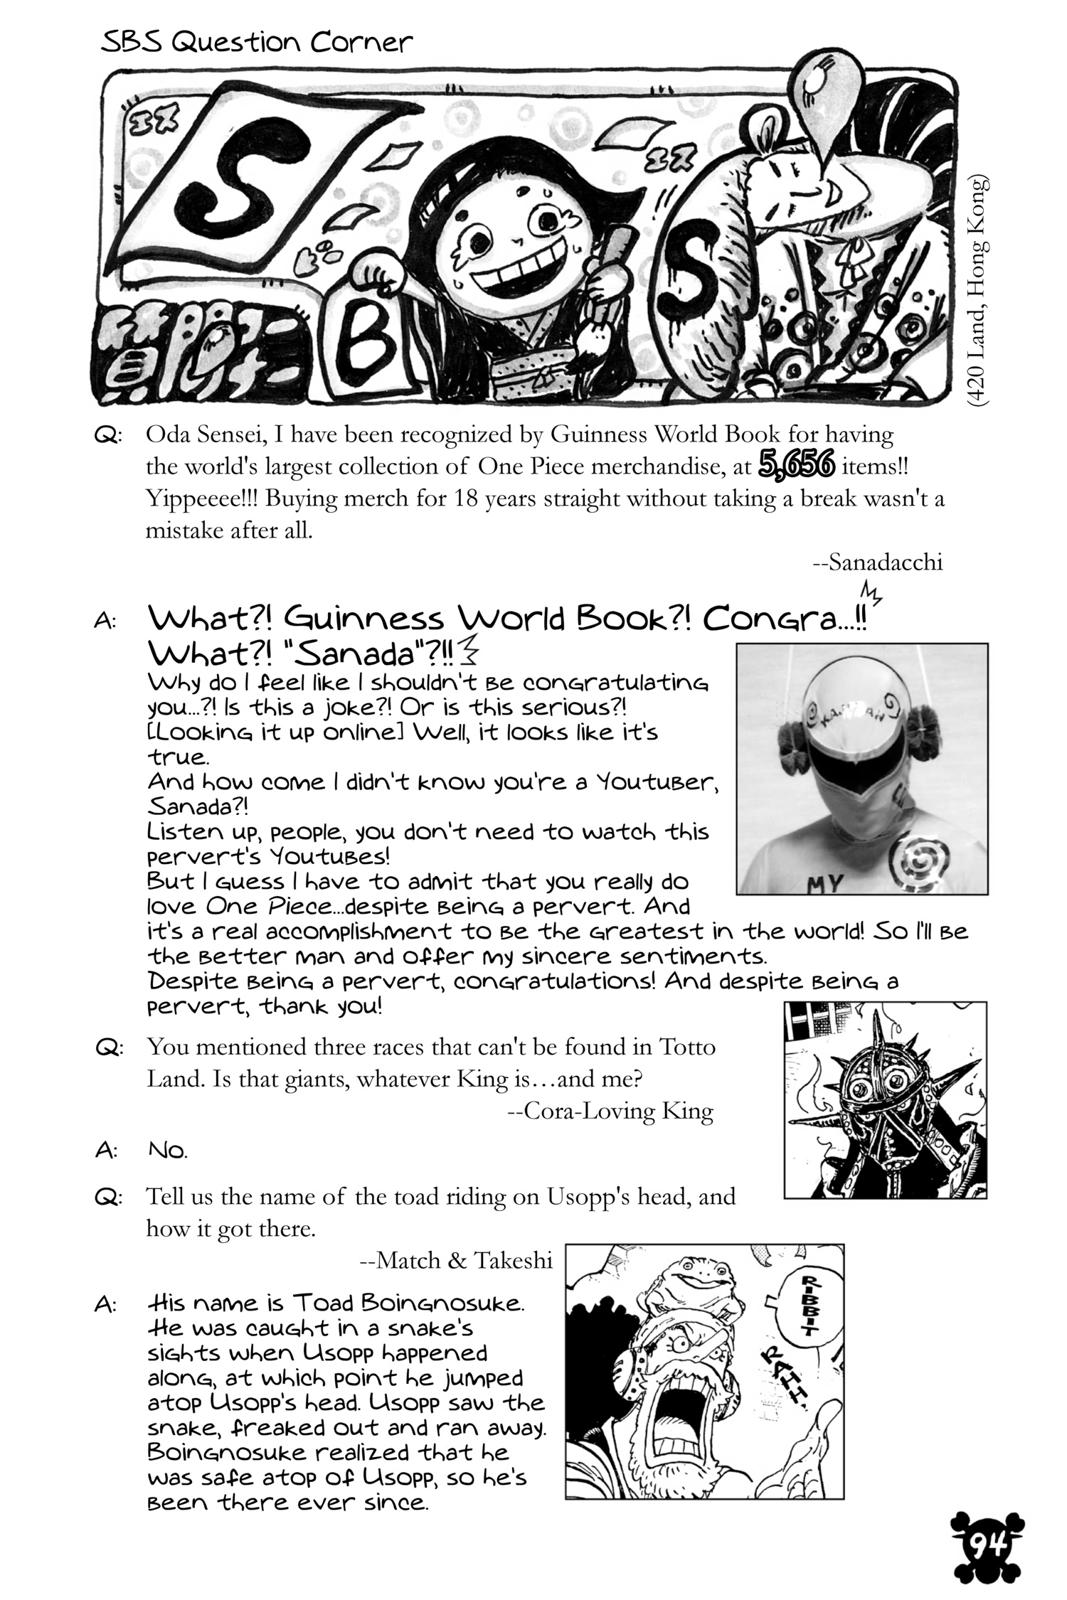 SBS Question Corner
S
B
S
質問コーナー
(420 Land, Hong Kong)
Q: Oda Sensei, I have been recognized by Guinness World Book for having
the world's largest collection of One Piece merchandise, at 5,656 items!!
Yippeeee!!! Buying merch for 18 years straight without taking a break wasn't a
mistake after all.
--Sanadacchi
A: What?! Guinness World Book?! Congra...!!
What?! "Sanada"?!!
Why do I feel like I shouldn't be congratulating
you...?! Is this a joke?! Or is this serious?!
[Looking it up online] Well, it looks like it's
true.
And how come I didn't know you're a Youtuber,
Sanada?!
Listen up, people, you don't need to watch this
pervert's Youtubes!
But I guess I have to admit that you really do
love One Piece...despite being a pervert. And
it's a real accomplishment to be the greatest in the world! So I'll be
the better man and offer my sincere sentiments.
Despite being a pervert, congratulations! And despite being a
pervert, thank you!
MY
Q: You mentioned three races that can't be found in Totto
Land. Is that giants, whatever King is…and me?
--Cora-Loving King
A: No.
Q: Tell us the name of the toad riding on Usopp's head, and
how it got there.
--Match & Takeshi
A: His name is Toad Boingnosuke.
He was caught in a snake's
sights when Usopp happened
along, at which point he jumped
atop Usopp's head. Usopp saw the
snake, freaked out and ran away.
Boingnosuke realized that he
was safe atop of Usopp, so he's
been there ever since.
RIBBIT
RAHH.
94